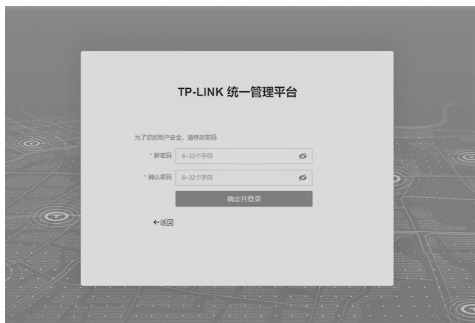 TP-LINK 统一管理平台
为了您的账户安全，请修改密码
* 新密码 6-32个字符
* 确认密码 6-32个字符
确定并登录
←返回